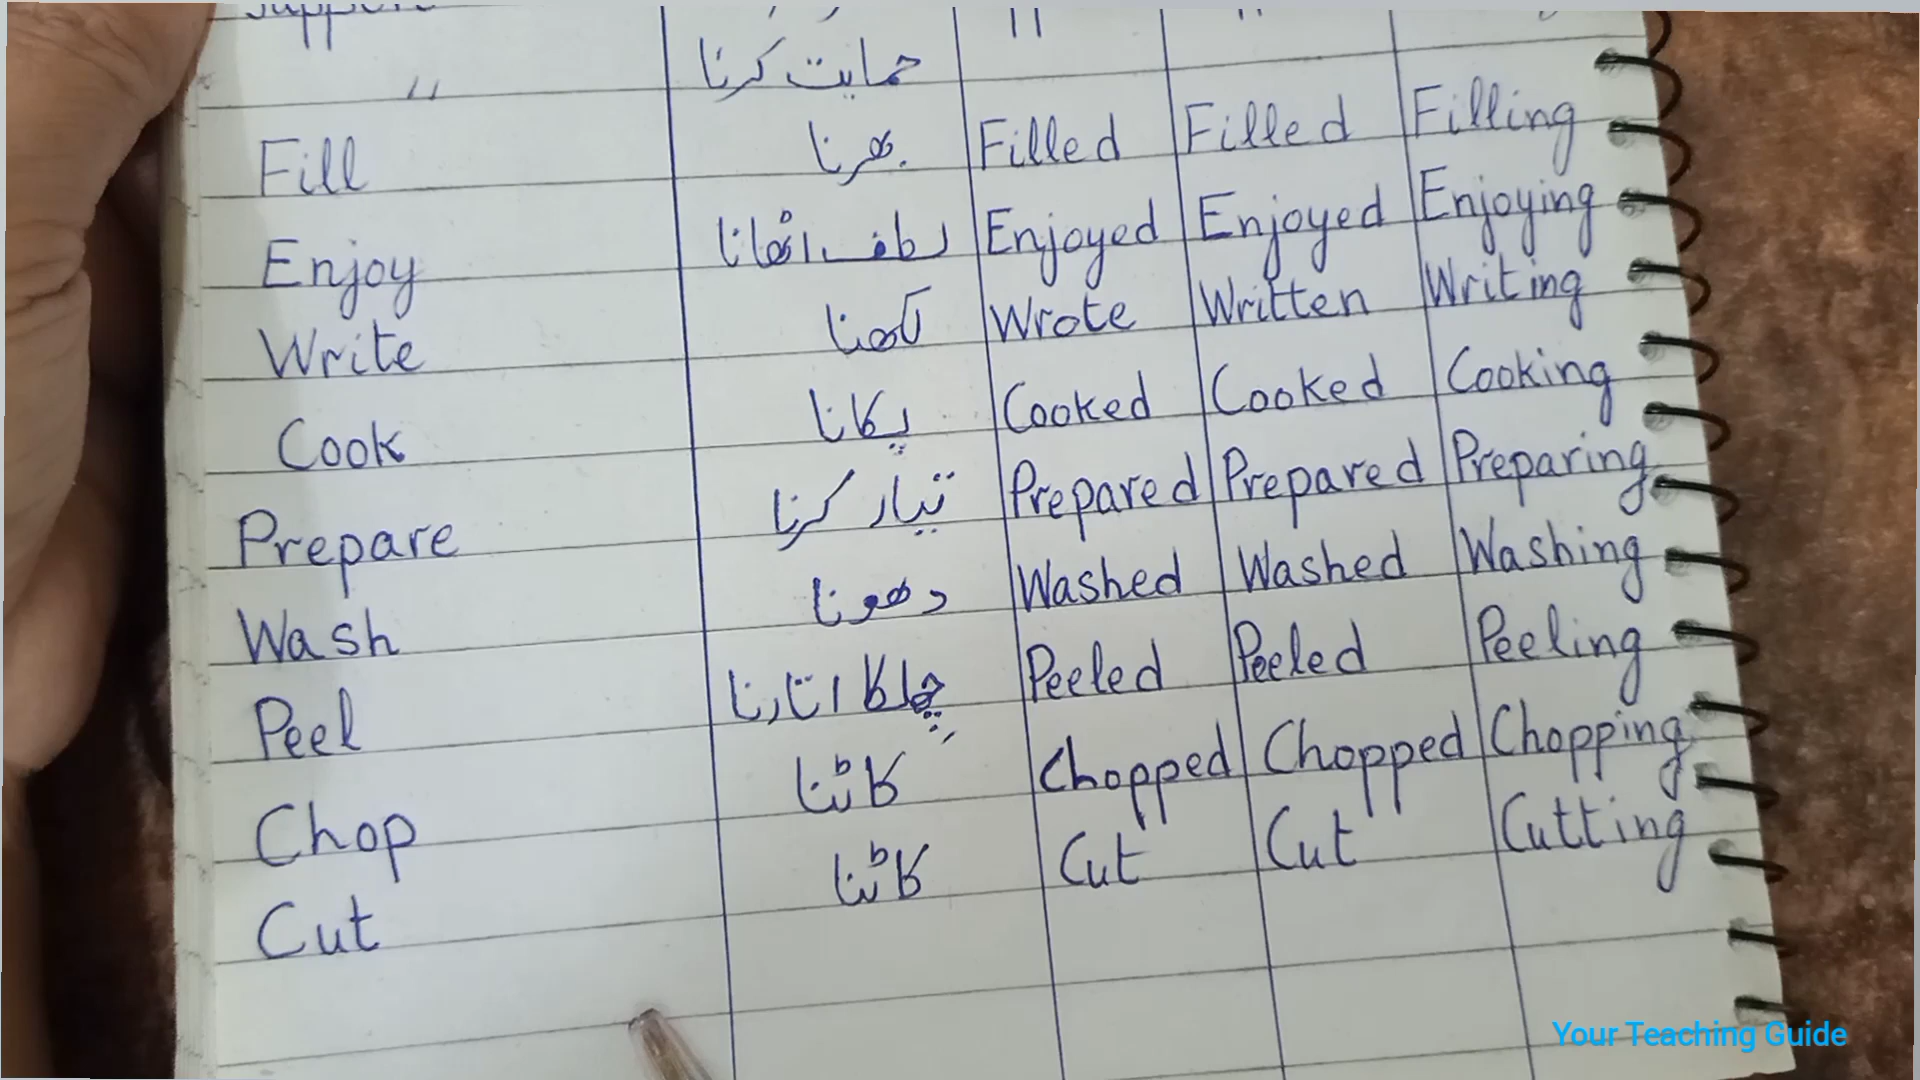 حمایت کرنا
〃
Fill بھرنا Filled Filled Filling
Enjoy لطف اٹھانا Enjoyed Enjoyed Enjoying
Write لکھنا Wrote Written Writing
Cook پکانا Cooked Cooked Cooking
Prepare تیار کرنا Prepared Prepared Preparing
Wash دھونا Washed Washed Washing
Peel چھلکا اتارنا Peeled Peeled Peeling
Chop کاٹنا Chopped Chopped Chopping
Cut کاٹنا Cut Cut Cutting
Your Teaching Guide